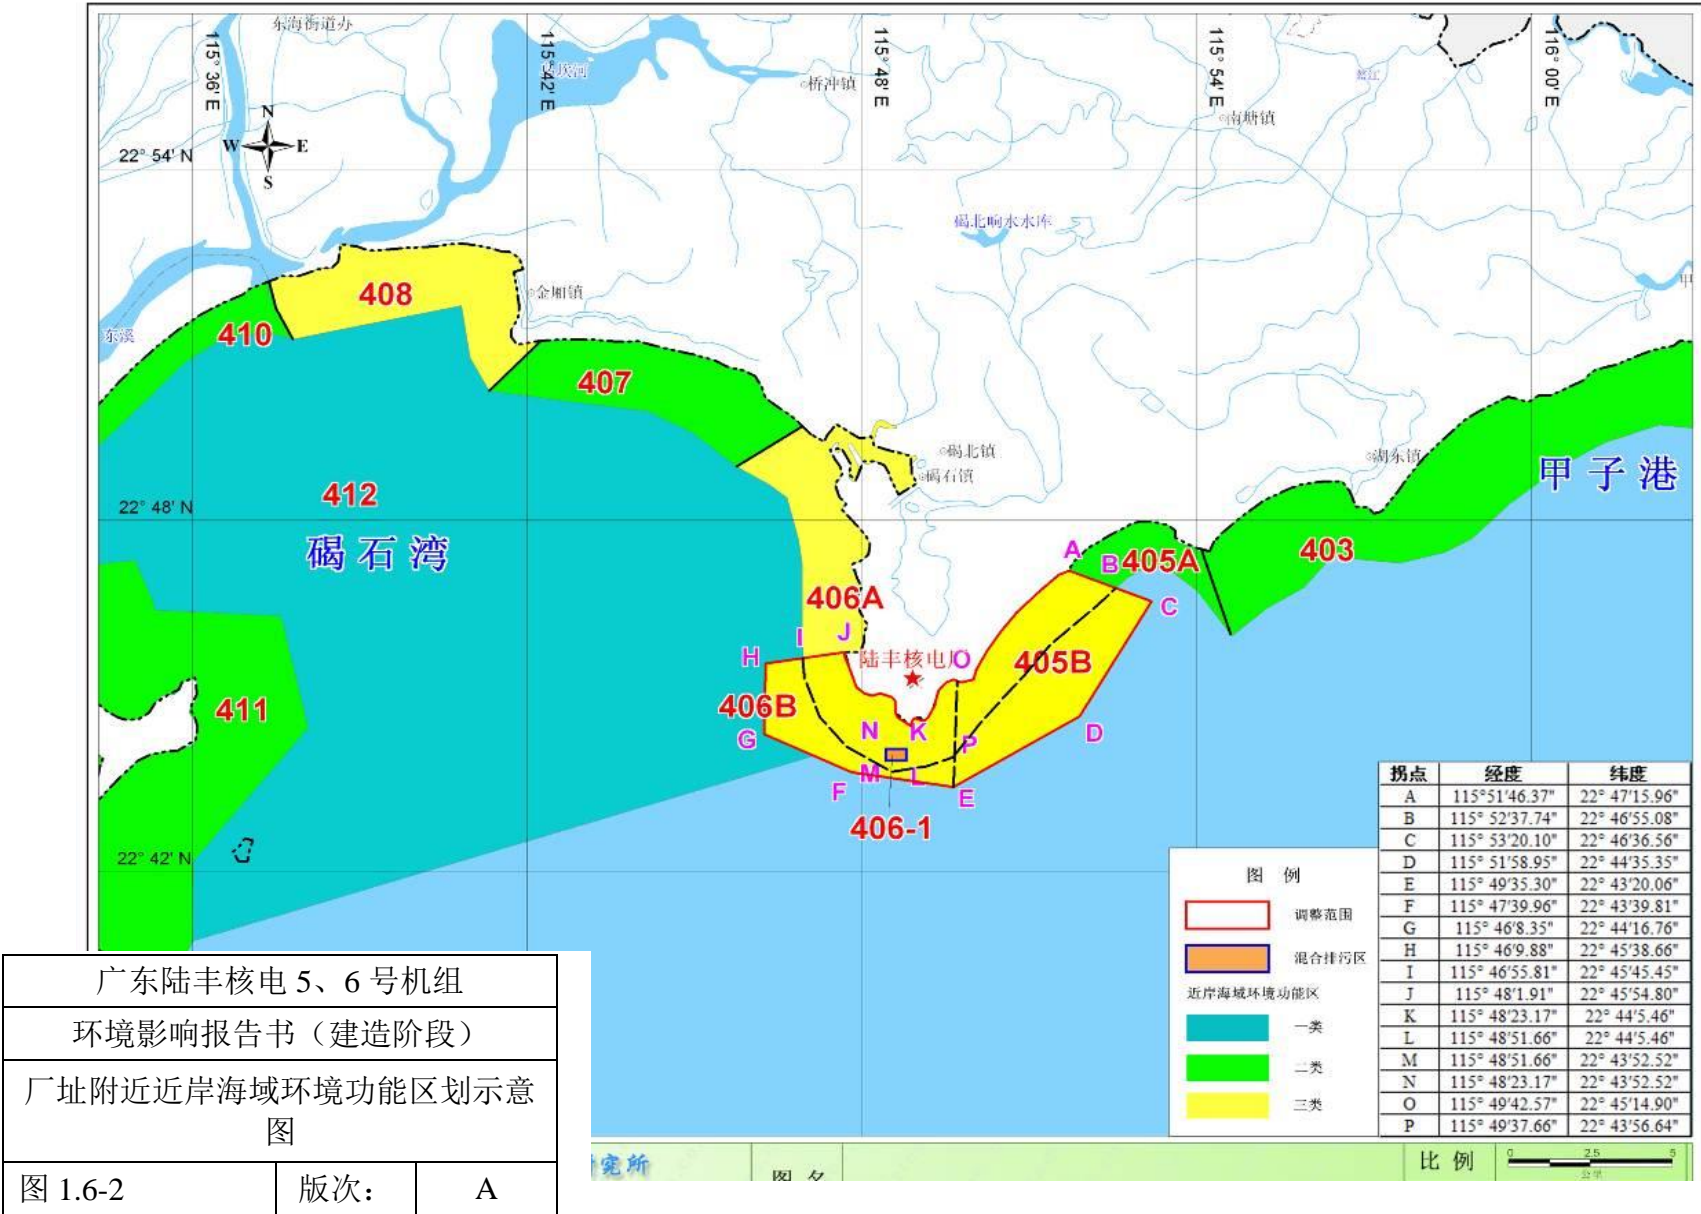 东海街道办
115° 36' E
115° 42' E
115° 48' E
115° 54' E
116° 00' E
桥冲镇
南塘镇
N
W
E
S
22° 54' N
碣北响水水库
408
金厢镇
410
东溪
407
碣北镇
碣石镇
湖东镇
甲子港
412
22° 48' N
碣石湾
403
A
B
405A
C
406A
I
J
H
陆丰核电厂
O
405B
406B
411
G
N
K
D
P
M
L
F
E
406-1
22° 42' N
拐点 经度 纬度
A 115°51'46.37" 22° 47'15.96"
B 115° 52'37.74" 22° 46'55.08"
C 115° 53'20.10" 22° 46'36.56"
D 115° 51'58.95" 22° 44'35.35"
E 115° 49'35.30" 22° 43'20.06"
F 115° 47'39.96" 22° 43'39.81"
G 115° 46'8.35" 22° 44'16.76"
H 115° 46'9.88" 22° 45'38.66"
I 115° 46'55.81" 22° 45'45.45"
J 115° 48'1.91" 22° 45'54.80"
K 115° 48'23.17" 22° 44'5.46"
L 115° 48'51.66" 22° 44'5.46"
M 115° 48'51.66" 22° 43'52.52"
N 115° 48'23.17" 22° 43'52.52"
O 115° 49'42.57" 22° 45'14.90"
P 115° 49'37.66" 22° 43'56.64"
图 例
调整范围
混合排污区
近岸海域环境功能区
一类
二类
三类
广东陆丰核电 5、6 号机组
环境影响报告书（建造阶段）
厂址附近近岸海域环境功能区划示意
图
图 1.6-2 版次： A
究所
图 名
比 例
0 2.5 5
公里